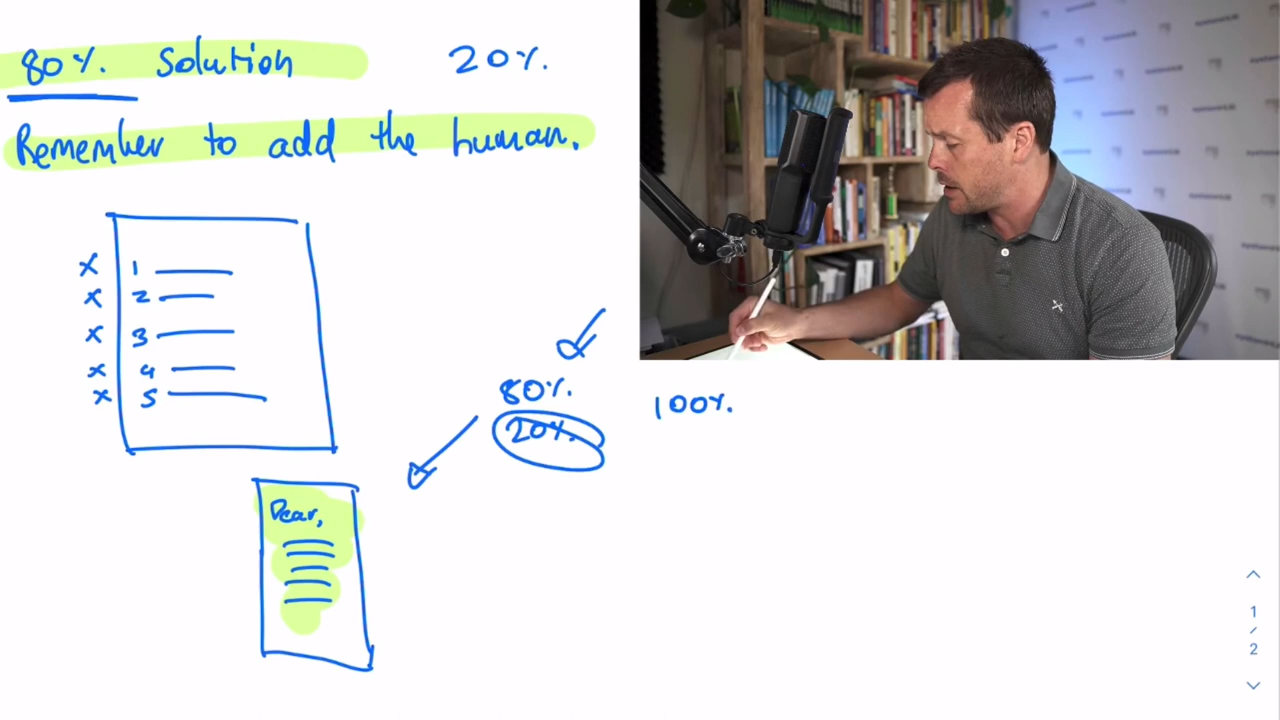 80%. Solution 20%.
Remember to add the human.
x 1
x 2
x 3
x 4
x 5
80%.
20%.
100%.
Dear,
1
/
2